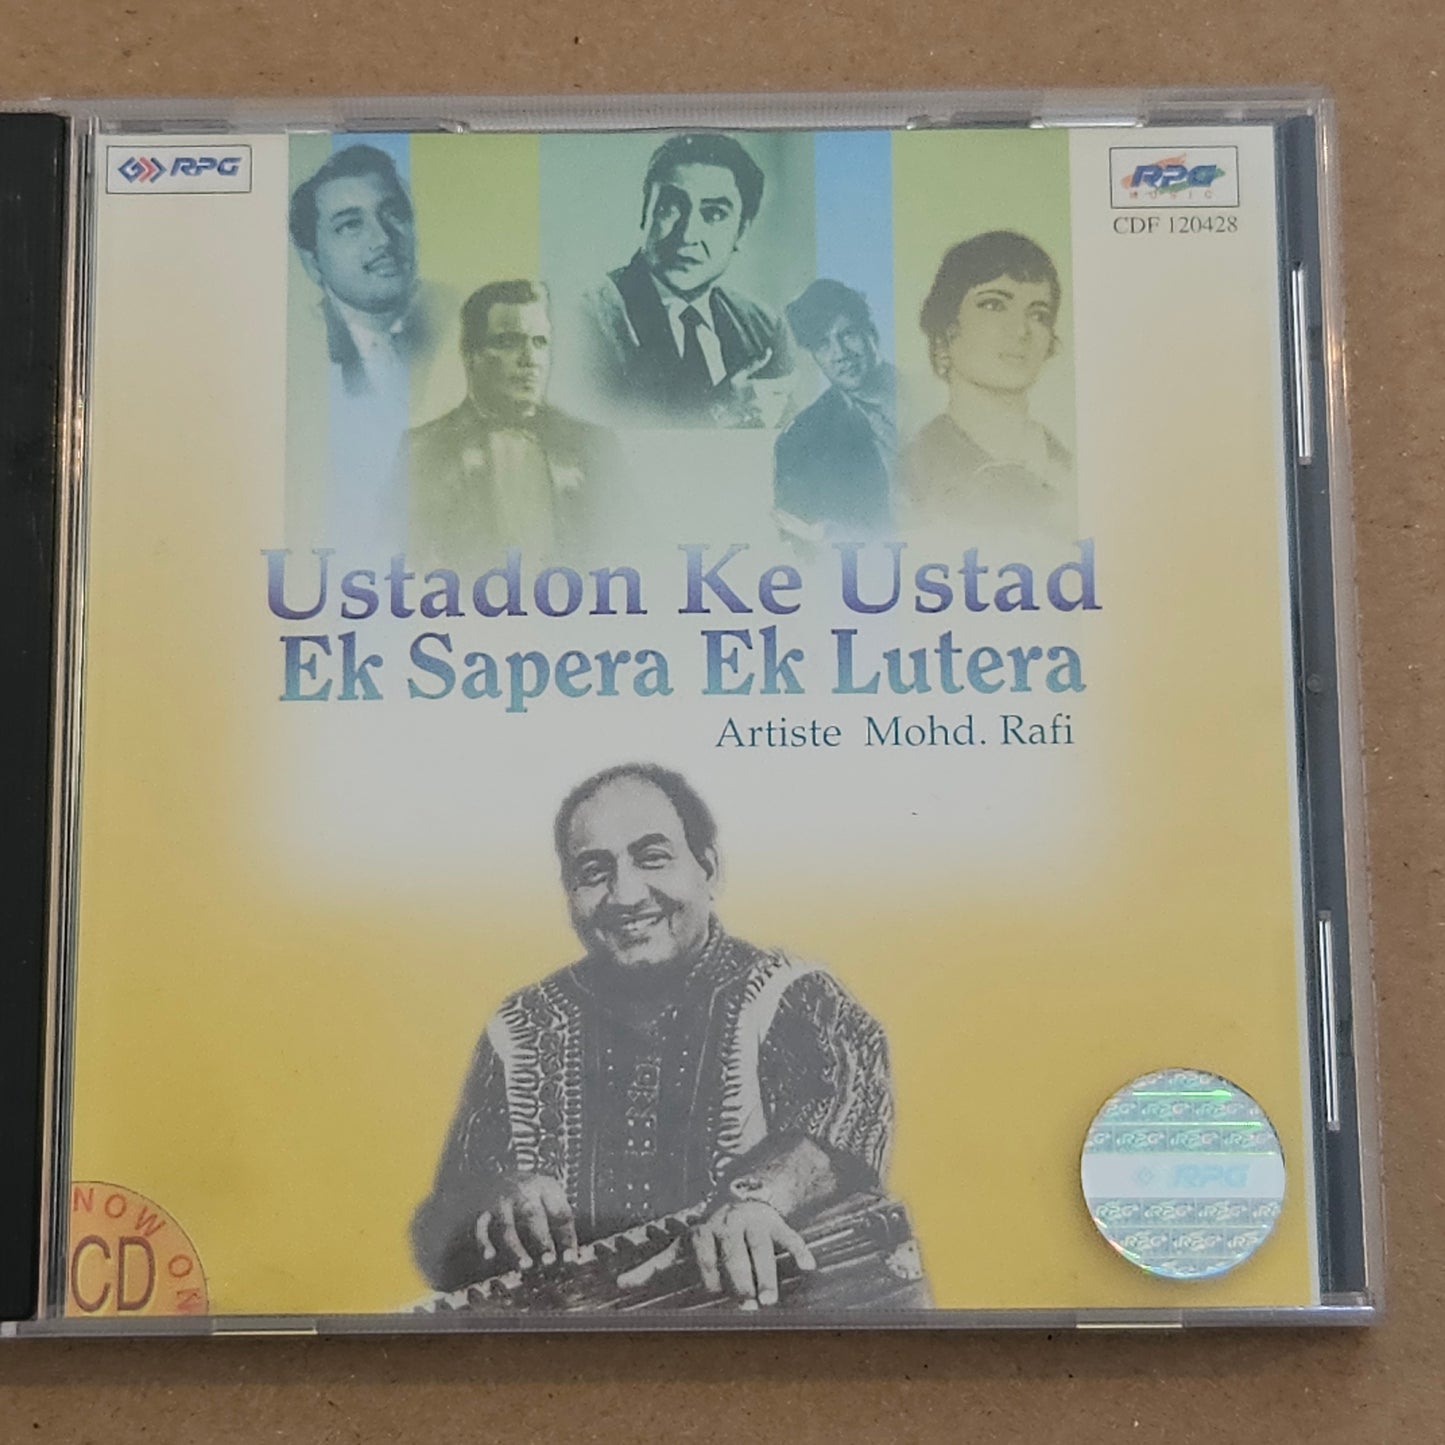 RPG
RPG
MUSIC
CDF 120428
Ustadon Ke Ustad
Ek Sapera Ek Lutera
Artiste Mohd. Rafi
NOW ON
CD
RPG